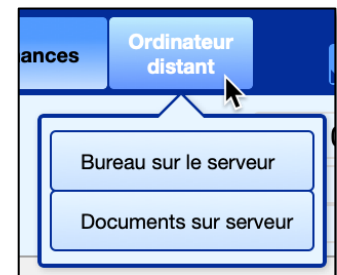 ances
Ordinateur
distant
Bureau sur le serveur
Documents sur serveur